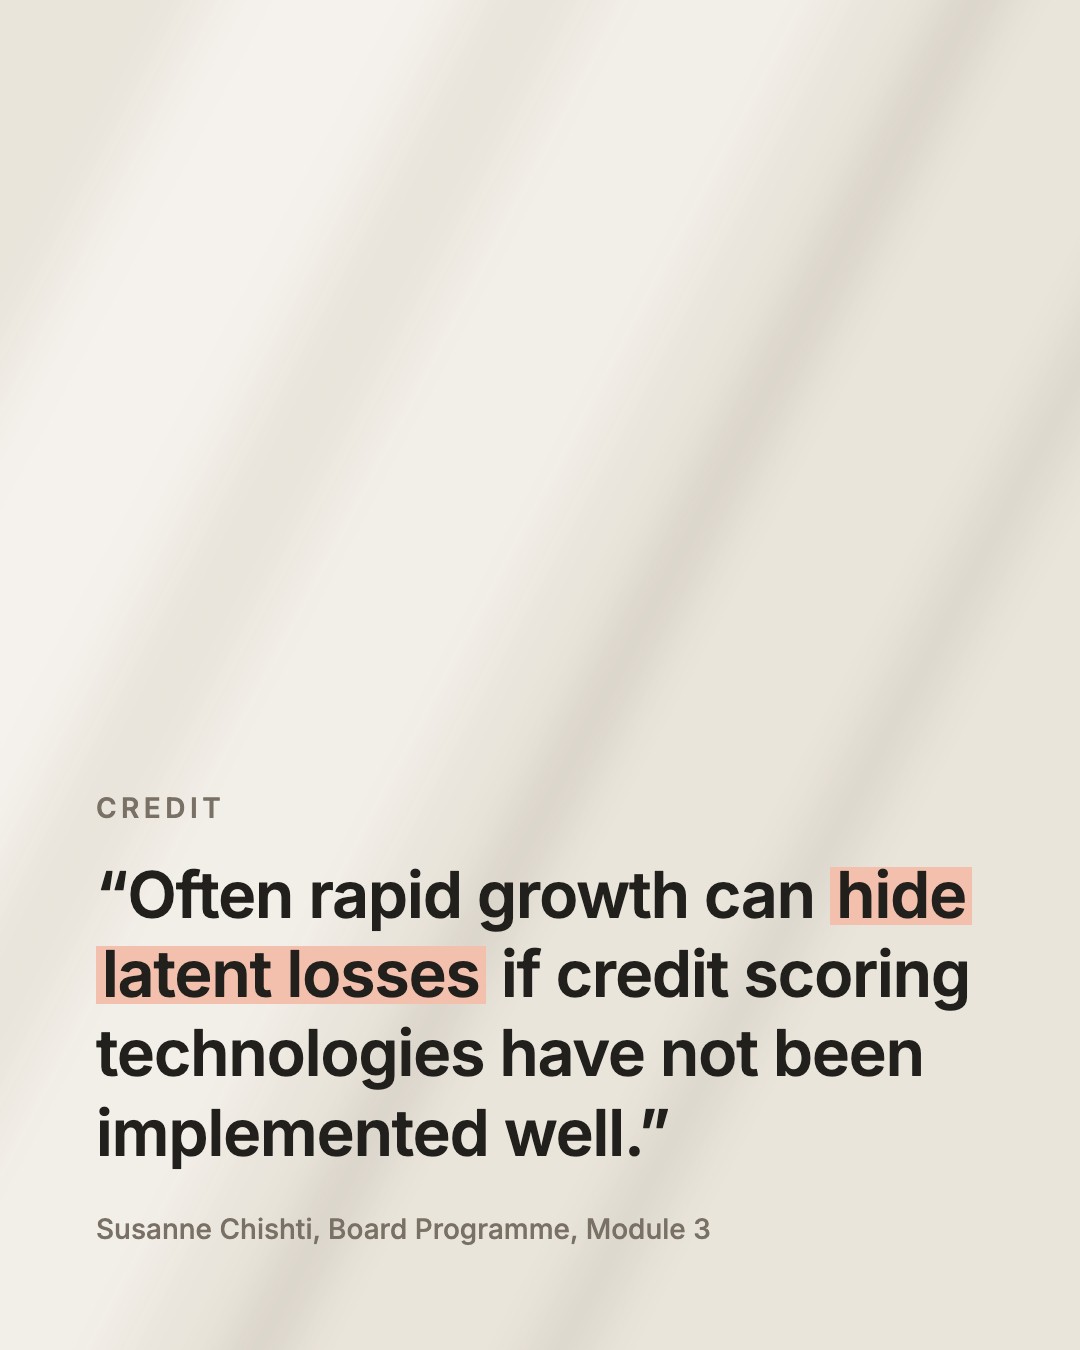 CREDIT
“Often rapid growth can hide
latent losses if credit scoring
technologies have not been
implemented well.”
Susanne Chishti, Board Programme, Module 3